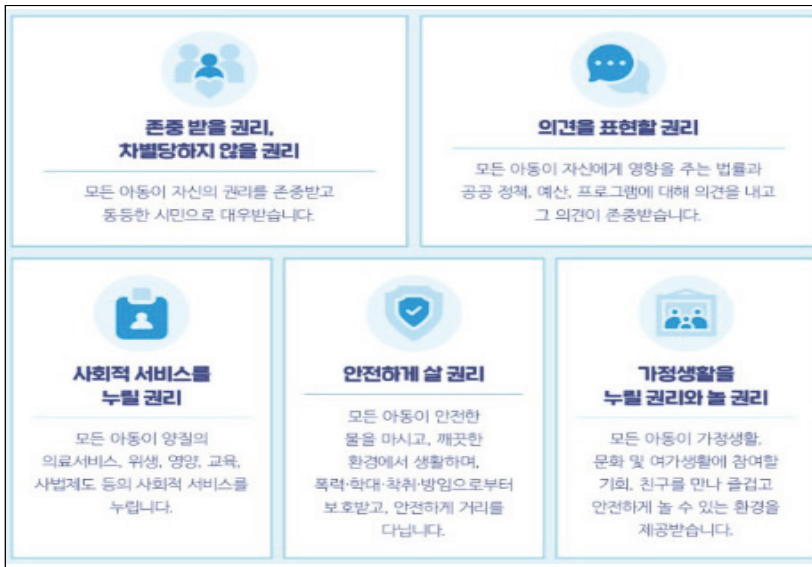 존중 받을 권리,
차별당하지 않을 권리
모든 아동이 자신의 권리를 존중받고
동등한 시민으로 대우받습니다.
의견을 표현할 권리
모든 아동이 자신에게 영향을 주는 법률과
공공 정책, 예산, 프로그램에 대해 의견을 내고
그 의견이 존중받습니다.
사회적 서비스를
누릴 권리
모든 아동이 양질의
의료서비스, 위생, 영양, 교육,
사법제도 등의 사회적 서비스를
누립니다.
안전하게 살 권리
모든 아동이 안전한
물을 마시고, 깨끗한
환경에서 생활하며,
폭력·학대·착취·방임으로부터
보호받고, 안전하게 거리를
다닙니다.
가정생활을
누릴 권리와 놀 권리
모든 아동이 가정생활,
문화 및 여가생활에 참여할
기회, 친구를 만나 즐겁고
안전하게 놀 수 있는 환경을
제공받습니다.